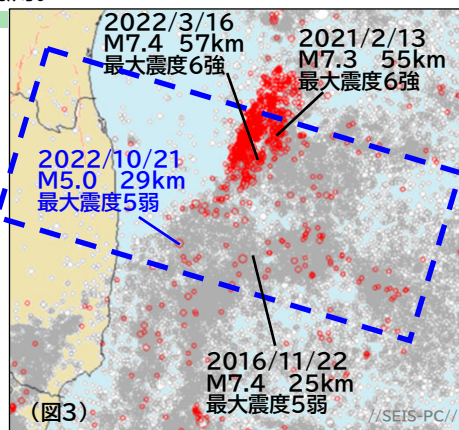 2022/3/16
M7.4 57km
最大震度6強
2021/2/13
M7.3 55km
最大震度6強
2022/10/21
M5.0 29km
最大震度5弱
2016/11/22
M7.4 25km
最大震度5弱
(図3)
//SEIS-PC//